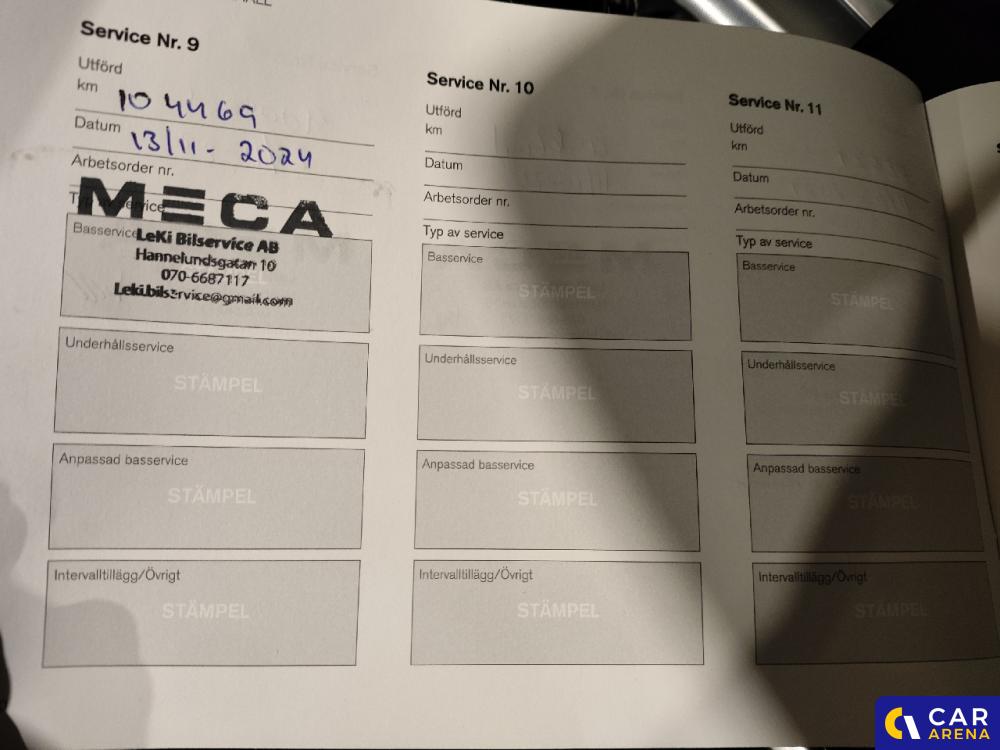 Service Nr. 9
Utförd
km 104469
Datum 13/11 - 2024
Arbetsorder nr.
MECA
Basservice
LeKi Bilservice AB
Hannelundsgatan 10
070-6687117
Leki.bilservice@gmail.com
Underhållsservice
STÄMPEL
Anpassad basservice
STÄMPEL
Intervalltillägg/Övrigt
STÄMPEL
Service Nr. 10
Utförd
km
Datum
Arbetsorder nr.
Typ av service
Basservice
STÄMPEL
Underhållsservice
STÄMPEL
Anpassad basservice
STÄMPEL
Intervalltillägg/Övrigt
STÄMPEL
Service Nr. 11
Utförd
km
Datum
Arbetsorder nr.
Typ av service
Basservice
STÄMPEL
Underhållsservice
STÄMPEL
Anpassad basservice
STÄMPEL
Intervalltillägg/Övrigt
STÄMPEL
CAR
ARENA